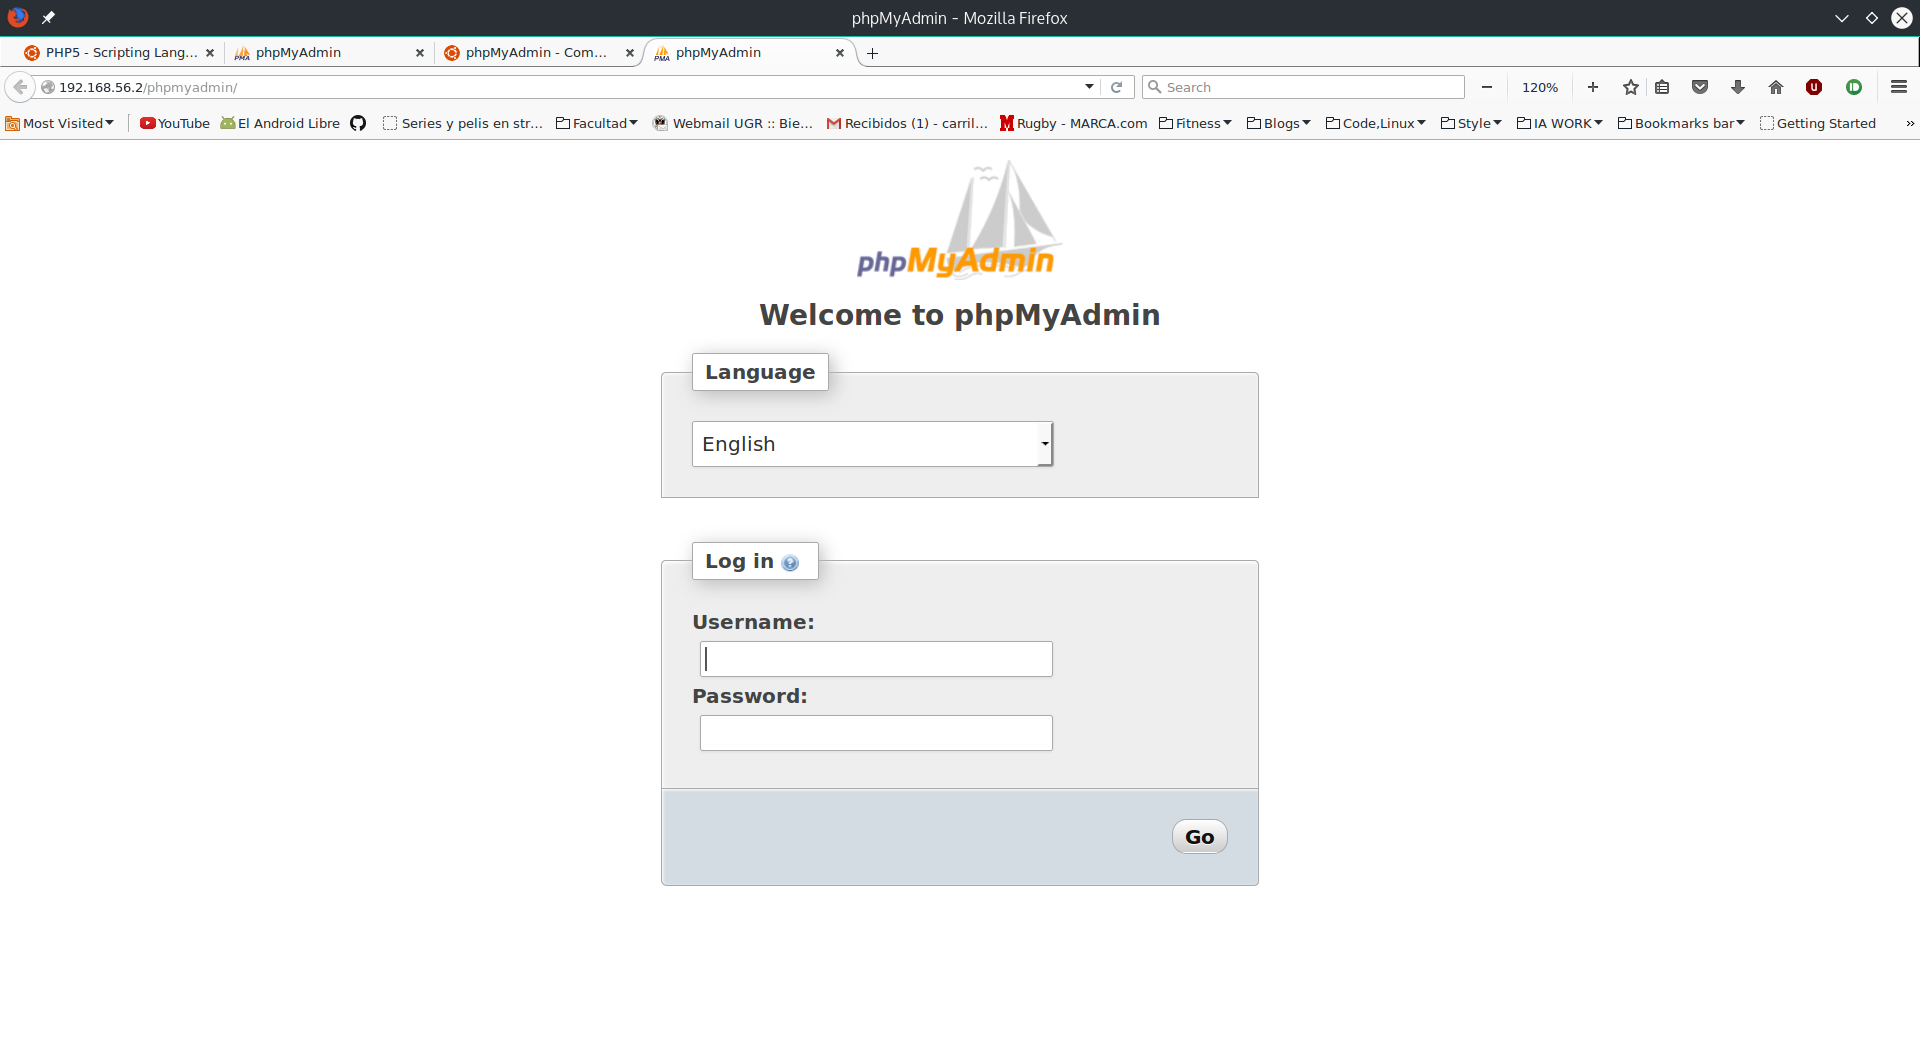 phpMyAdmin - Mozilla Firefox
PHP5 - Scripting Lang... phpMyAdmin phpMyAdmin - Com... phpMyAdmin
192.168.56.2/phpmyadmin/ Search 120%
Most Visited YouTube El Android Libre Series y pelis en str... Facultad Webmail UGR :: Bie... Recibidos (1) - carril... Rugby - MARCA.com Fitness Blogs Code,Linux Style IA WORK Bookmarks bar Getting Started »
phpMyAdmin
Welcome to phpMyAdmin
Language
English
Log in
Username:
Password:
Go